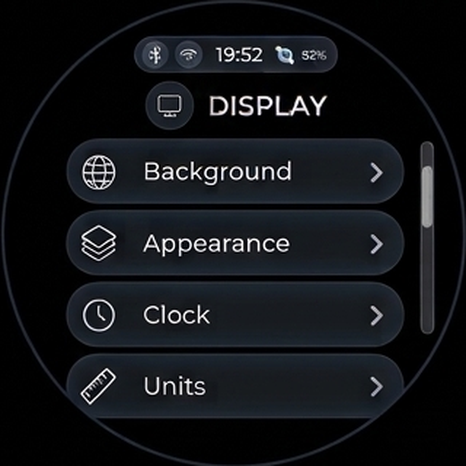 19:52 52%
DISPLAY
Background
Appearance
Clock
Units